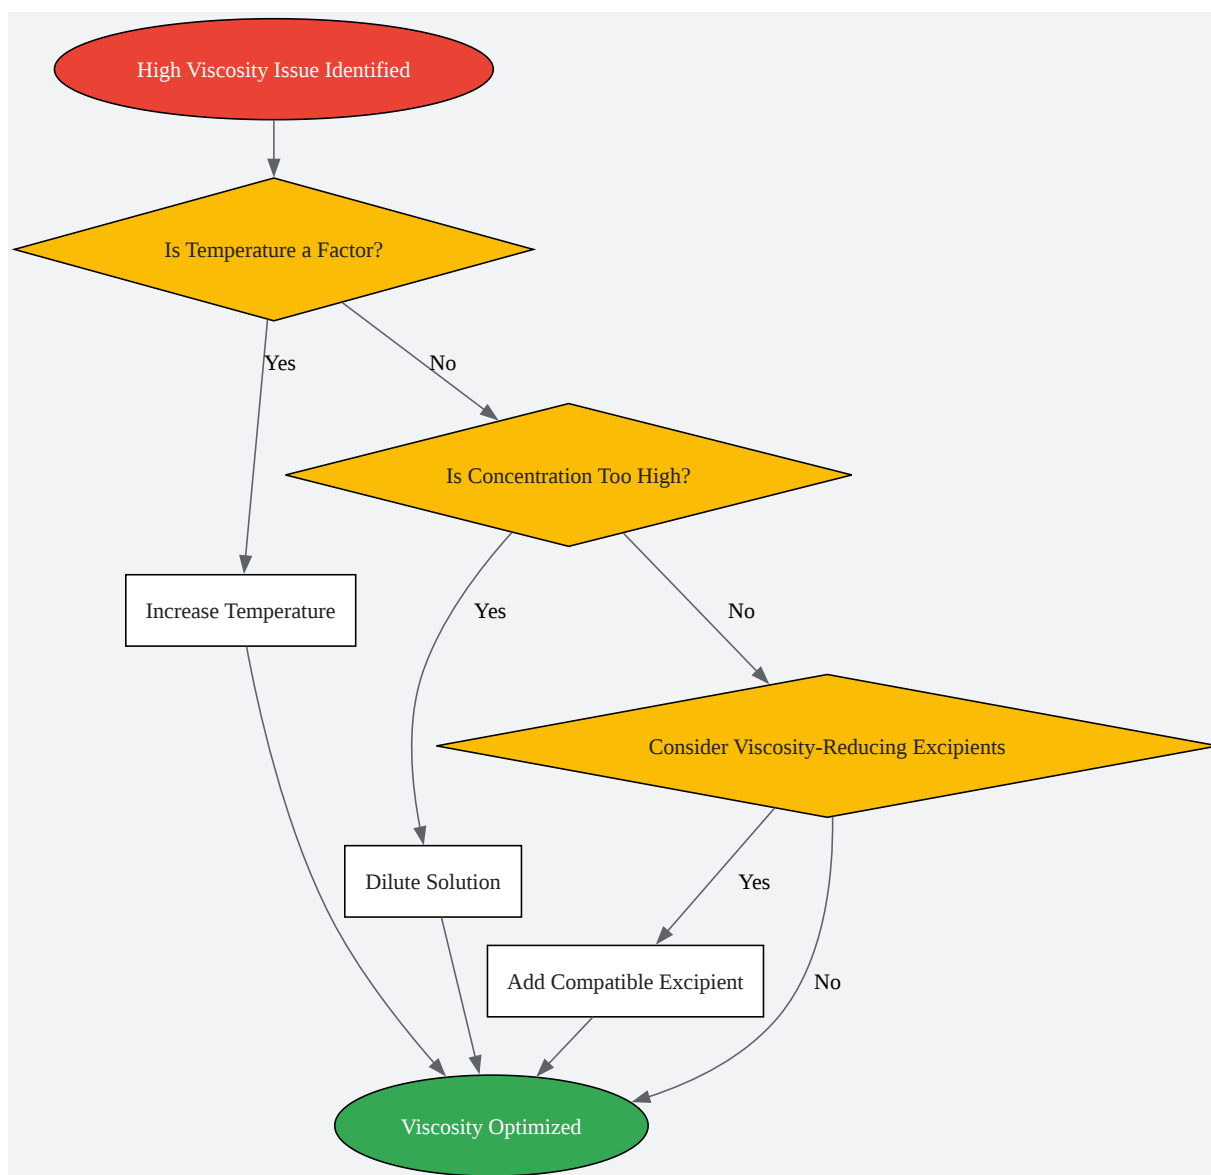 High Viscosity Issue Identified
Is Temperature a Factor?
Yes
No
Is Concentration Too High?
Increase Temperature
Yes
No
Consider Viscosity-Reducing Excipients
Dilute Solution
Yes
Add Compatible Excipient
No
Viscosity Optimized